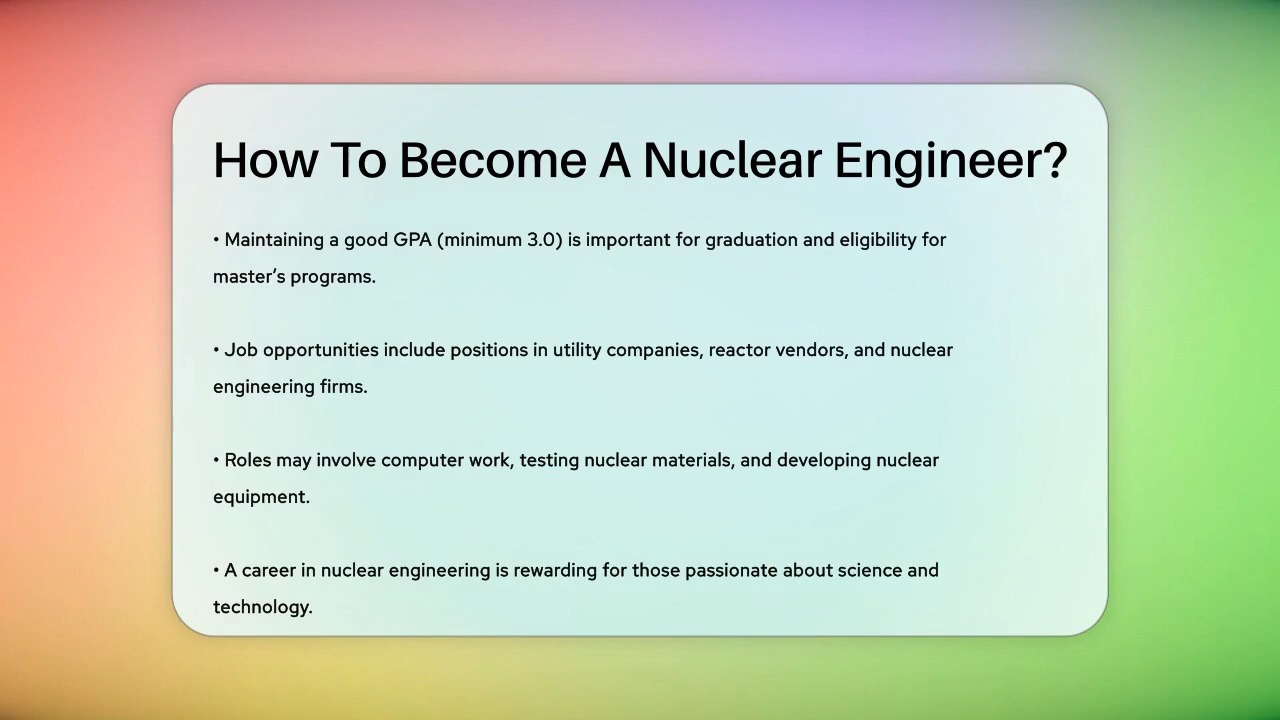 How To Become A Nuclear Engineer?
• Maintaining a good GPA (minimum 3.0) is important for graduation and eligibility for
master’s programs.
• Job opportunities include positions in utility companies, reactor vendors, and nuclear
engineering firms.
• Roles may involve computer work, testing nuclear materials, and developing nuclear
equipment.
• A career in nuclear engineering is rewarding for those passionate about science and
technology.